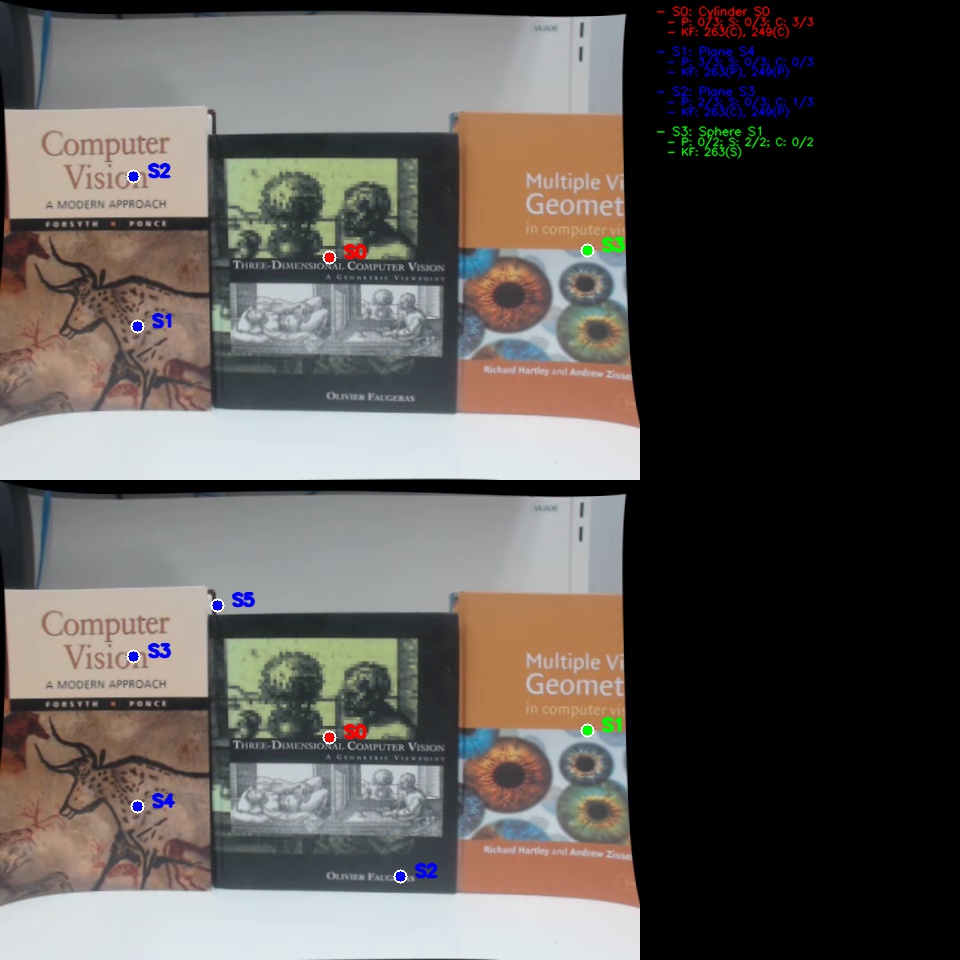 - S0: Cylinder S0
- P: 0/3; S: 0/3; C: 3/3
- KF: 263(C), 249(C)
- S1: Plane S4
- P: 3/3; S: 0/3; C: 0/3
- KF: 263(P), 249(P)
- S2: Plane S3
- P: 2/3; S: 0/3; C: 1/3
- KF: 263(C), 249(P)
- S3: Sphere S1
- P: 0/2; S: 2/2; C: 0/2
- KF: 263(S)
Computer
Vision
S2
A MODERN APPROACH
FORSYTH • PONCE
S1
S0
THREE-DIMENSIONAL COMPUTER VISION
A GEOMETRIC VIEWPOINT
OLIVIER FAUGERAS
Multiple Vi
Geomet
in computer vis
S3
Richard Hartley and Andrew Zisse
S5
Computer
Vision
S3
A MODERN APPROACH
FORSYTH • PONCE
S4
S0
THREE-DIMENSIONAL COMPUTER VISION
A GEOMETRIC VIEWPOINT
OLIVIER FAUG
S2
Multiple Vi
Geomet
in computer vis
S1
Richard Hartley and Andrew Zisse